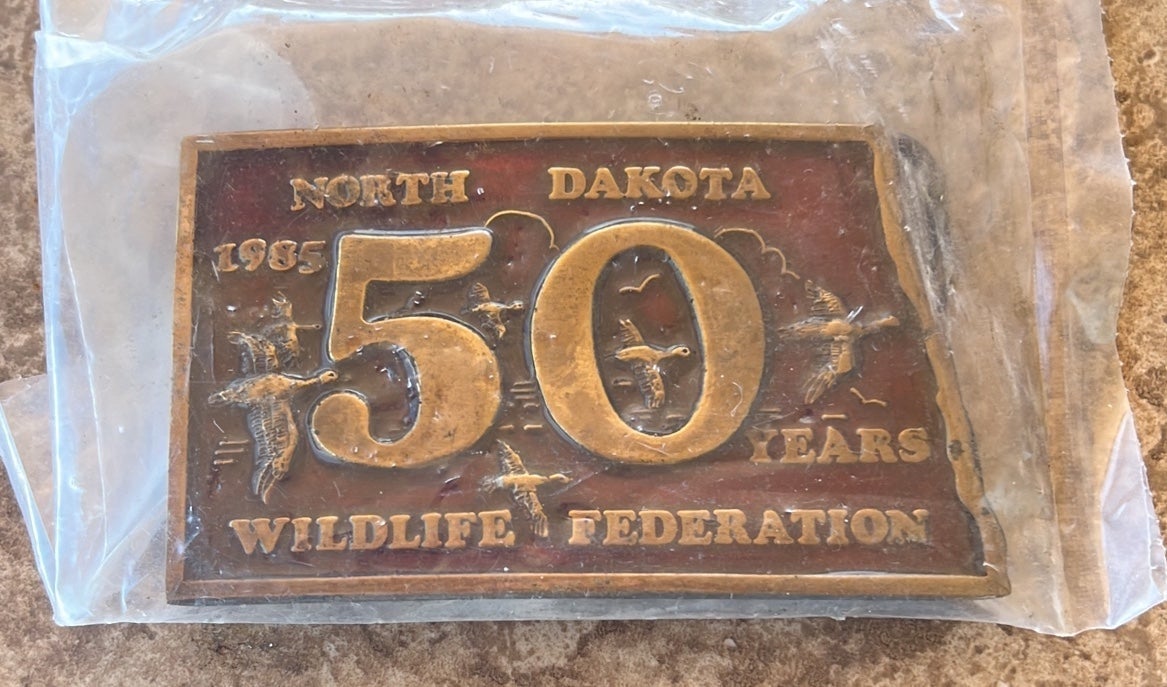 NORTH DAKOTA
1985
50
YEARS
WILDLIFE FEDERATION